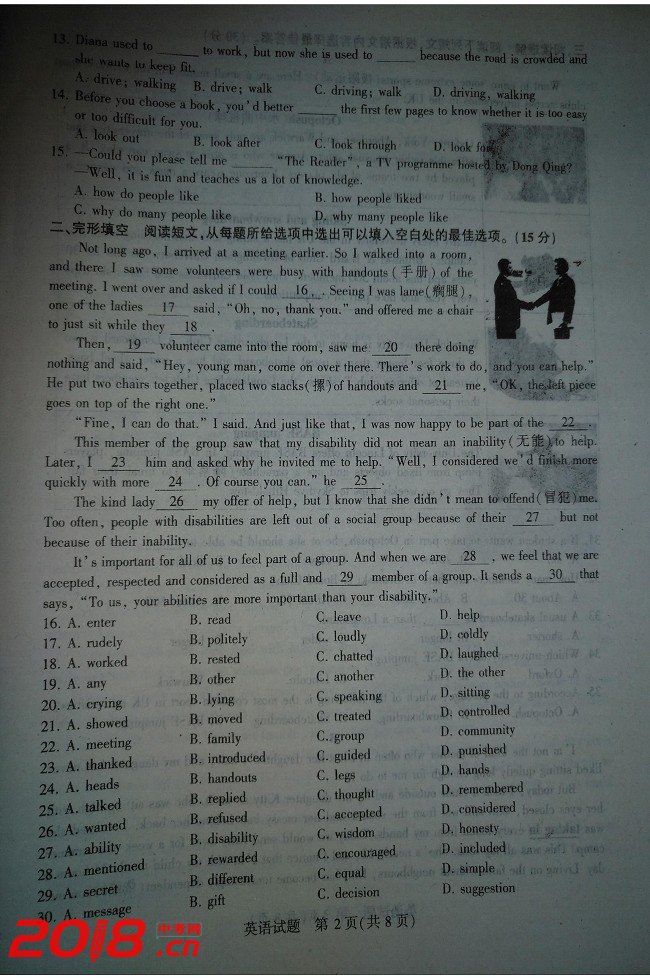 13. Diana used to ______ to work, but now she is used to ______ because the road is crowded and
she wants to keep fit.
A. drive; walking B. drive; walk C. driving; walk D. driving, walking
14. Before you choose a book, you'd better ______ the first few pages to know whether it is too easy
or too difficult for you.
A. look out B. look after C. look through D. look for
15. —Could you please tell me ______ "The Reader", a TV programme hosted by Dong Qing?
—Well, it is fun and teaches us a lot of knowledge.
A. how do people like B. how people liked
C. why do many people like D. why many people like
二、完形填空 阅读短文,从每题所给选项中选出可以填入空白处的最佳选项。(15分)
Not long ago, I arrived at a meeting earlier. So I walked into a room,
and there I saw some volunteers were busy with handouts(手册) of the
meeting. I went over and asked if I could 16 . Seeing I was lame(瘸腿),
one of the ladies 17 said, "Oh, no, thank you." and offered me a chair
to just sit while they 18 .
Then, 19 volunteer came into the room, saw me 20 there doing
nothing and said, "Hey, young man, come on over there. There's work to do, and you can help."
He put two chairs together, placed two stacks(摞)of handouts and 21 me, "OK, the left piece
goes on top of the right one."
"Fine, I can do that." I said. And just like that, I was now happy to be part of the 22 .
This member of the group saw that my disability did not mean an inability(无能)to help.
Later, I 23 him and asked why he invited me to help. "Well, I considered we'd finish more
quickly with more 24 . Of course you can." he 25 .
The kind lady 26 my offer of help, but I know that she didn't mean to offend(冒犯)me.
Too often, people with disabilities are left out of a social group because of their 27 but not
because of their inability.
It's important for all of us to feel part of a group. And when we are 28 , we feel that we are
accepted, respected and considered as a full and 29 member of a group. It sends a 30 that
says, "To us, your abilities are more important than your disability."
16. A. enter B. read C. leave D. help
17. A. rudely B. politely C. loudly D. coldly
18. A. worked B. rested C. chatted D. laughed
19. A. any B. other C. another D. the other
20. A. crying B. lying C. speaking D. sitting
21. A. showed B. moved C. treated D. controlled
22. A. meeting B. family C. group D. community
23. A. thanked B. introduced C. guided D. punished
24. A. heads B. handouts C. legs D. hands
25. A. talked B. replied C. thought D. remembered
26. A. wanted B. refused C. accepted D. considered
27. A. ability B. disability C. wisdom D. honesty
28. A. mentioned B. rewarded C. encouraged D. included
29. A. secret B. different C. equal D. simple
30. A. message B. gift C. decision D. suggestion
英语试题 第2页(共8页)
2018中考网.cn